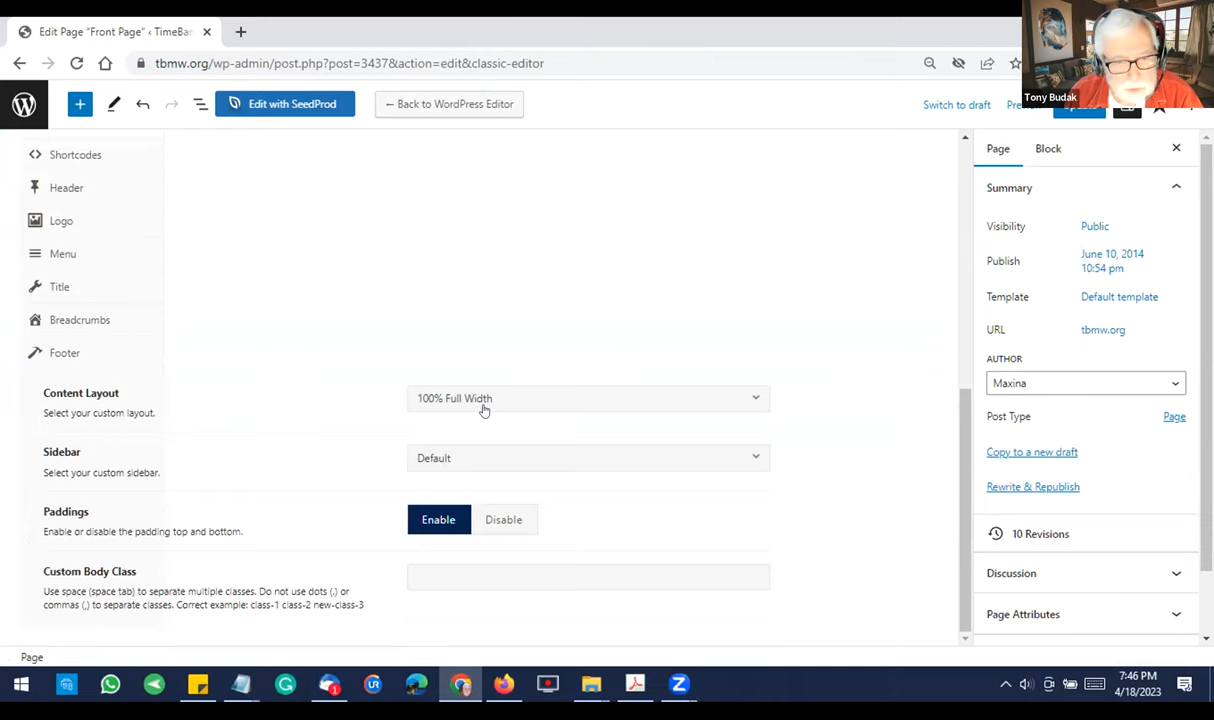 Edit Page "Front Page" ‹ TimeBa
tbmw.org/wp-admin/post.php?post=3437&action=edit&classic-editor
Tony Budak
Edit with SeedProd
← Back to WordPress Editor
Switch to draft
Shortcodes
Header
Logo
Menu
Title
Breadcrumbs
Footer
Content Layout
Select your custom layout.
100% Full Width
Sidebar
Select your custom sidebar.
Default
Paddings
Enable or disable the padding top and bottom.
Enable
Disable
Custom Body Class
Use space (space tab) to separate multiple classes. Do not use dots (.) or
commas (,) to separate classes. Correct example: class-1 class-2 new-class-3
Page
Block
Summary
Visibility
Public
Publish
June 10, 2014
10:54 pm
Template
Default template
URL
tbmw.org
AUTHOR
Maxina
Post Type
Page
Copy to a new draft
Rewrite & Republish
10 Revisions
Discussion
Page Attributes
Page
7:46 PM
4/18/2023